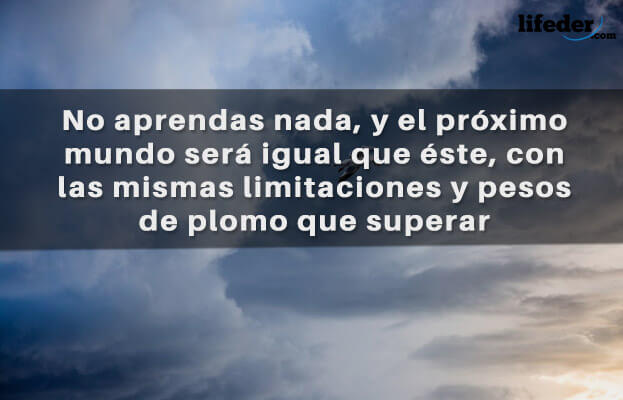 lifeder
.com
No aprendas nada, y el próximo
mundo será igual que éste, con
las mismas limitaciones y pesos
de plomo que superar